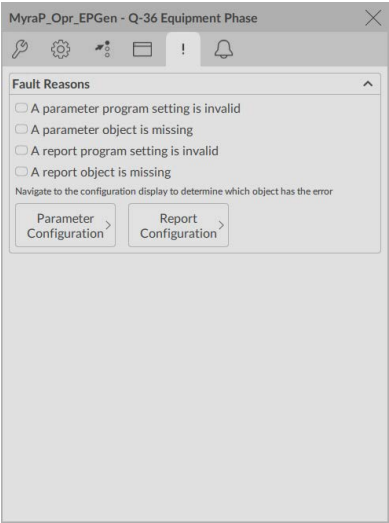 MyraP_Opr_EPGen - Q-36 Equipment Phase
!
Fault Reasons
A parameter program setting is invalid
A parameter object is missing
A report program setting is invalid
A report object is missing
Navigate to the configuration display to determine which object has the error
Parameter
Configuration
Report
Configuration